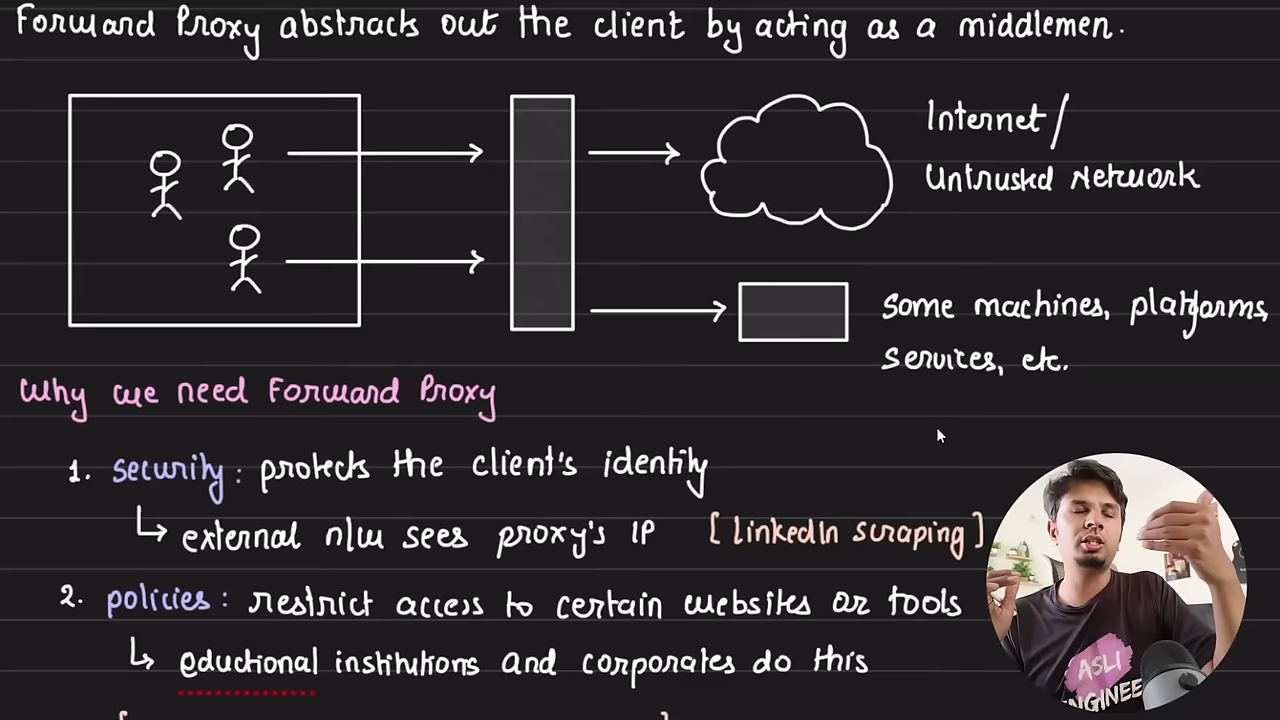 Forward Proxy abstracts out the client by acting as a middlemen.
Internet/
Untrusted Network
Some machines, platforms,
services, etc.
Why we need Forward Proxy
1. security: protects the client's identity
↳ external n/w sees proxy's IP [linkedIn scraping]
2. policies: restrict access to certain websites or tools
↳ eductional institutions and corporates do this
ASLI
ENGINEE